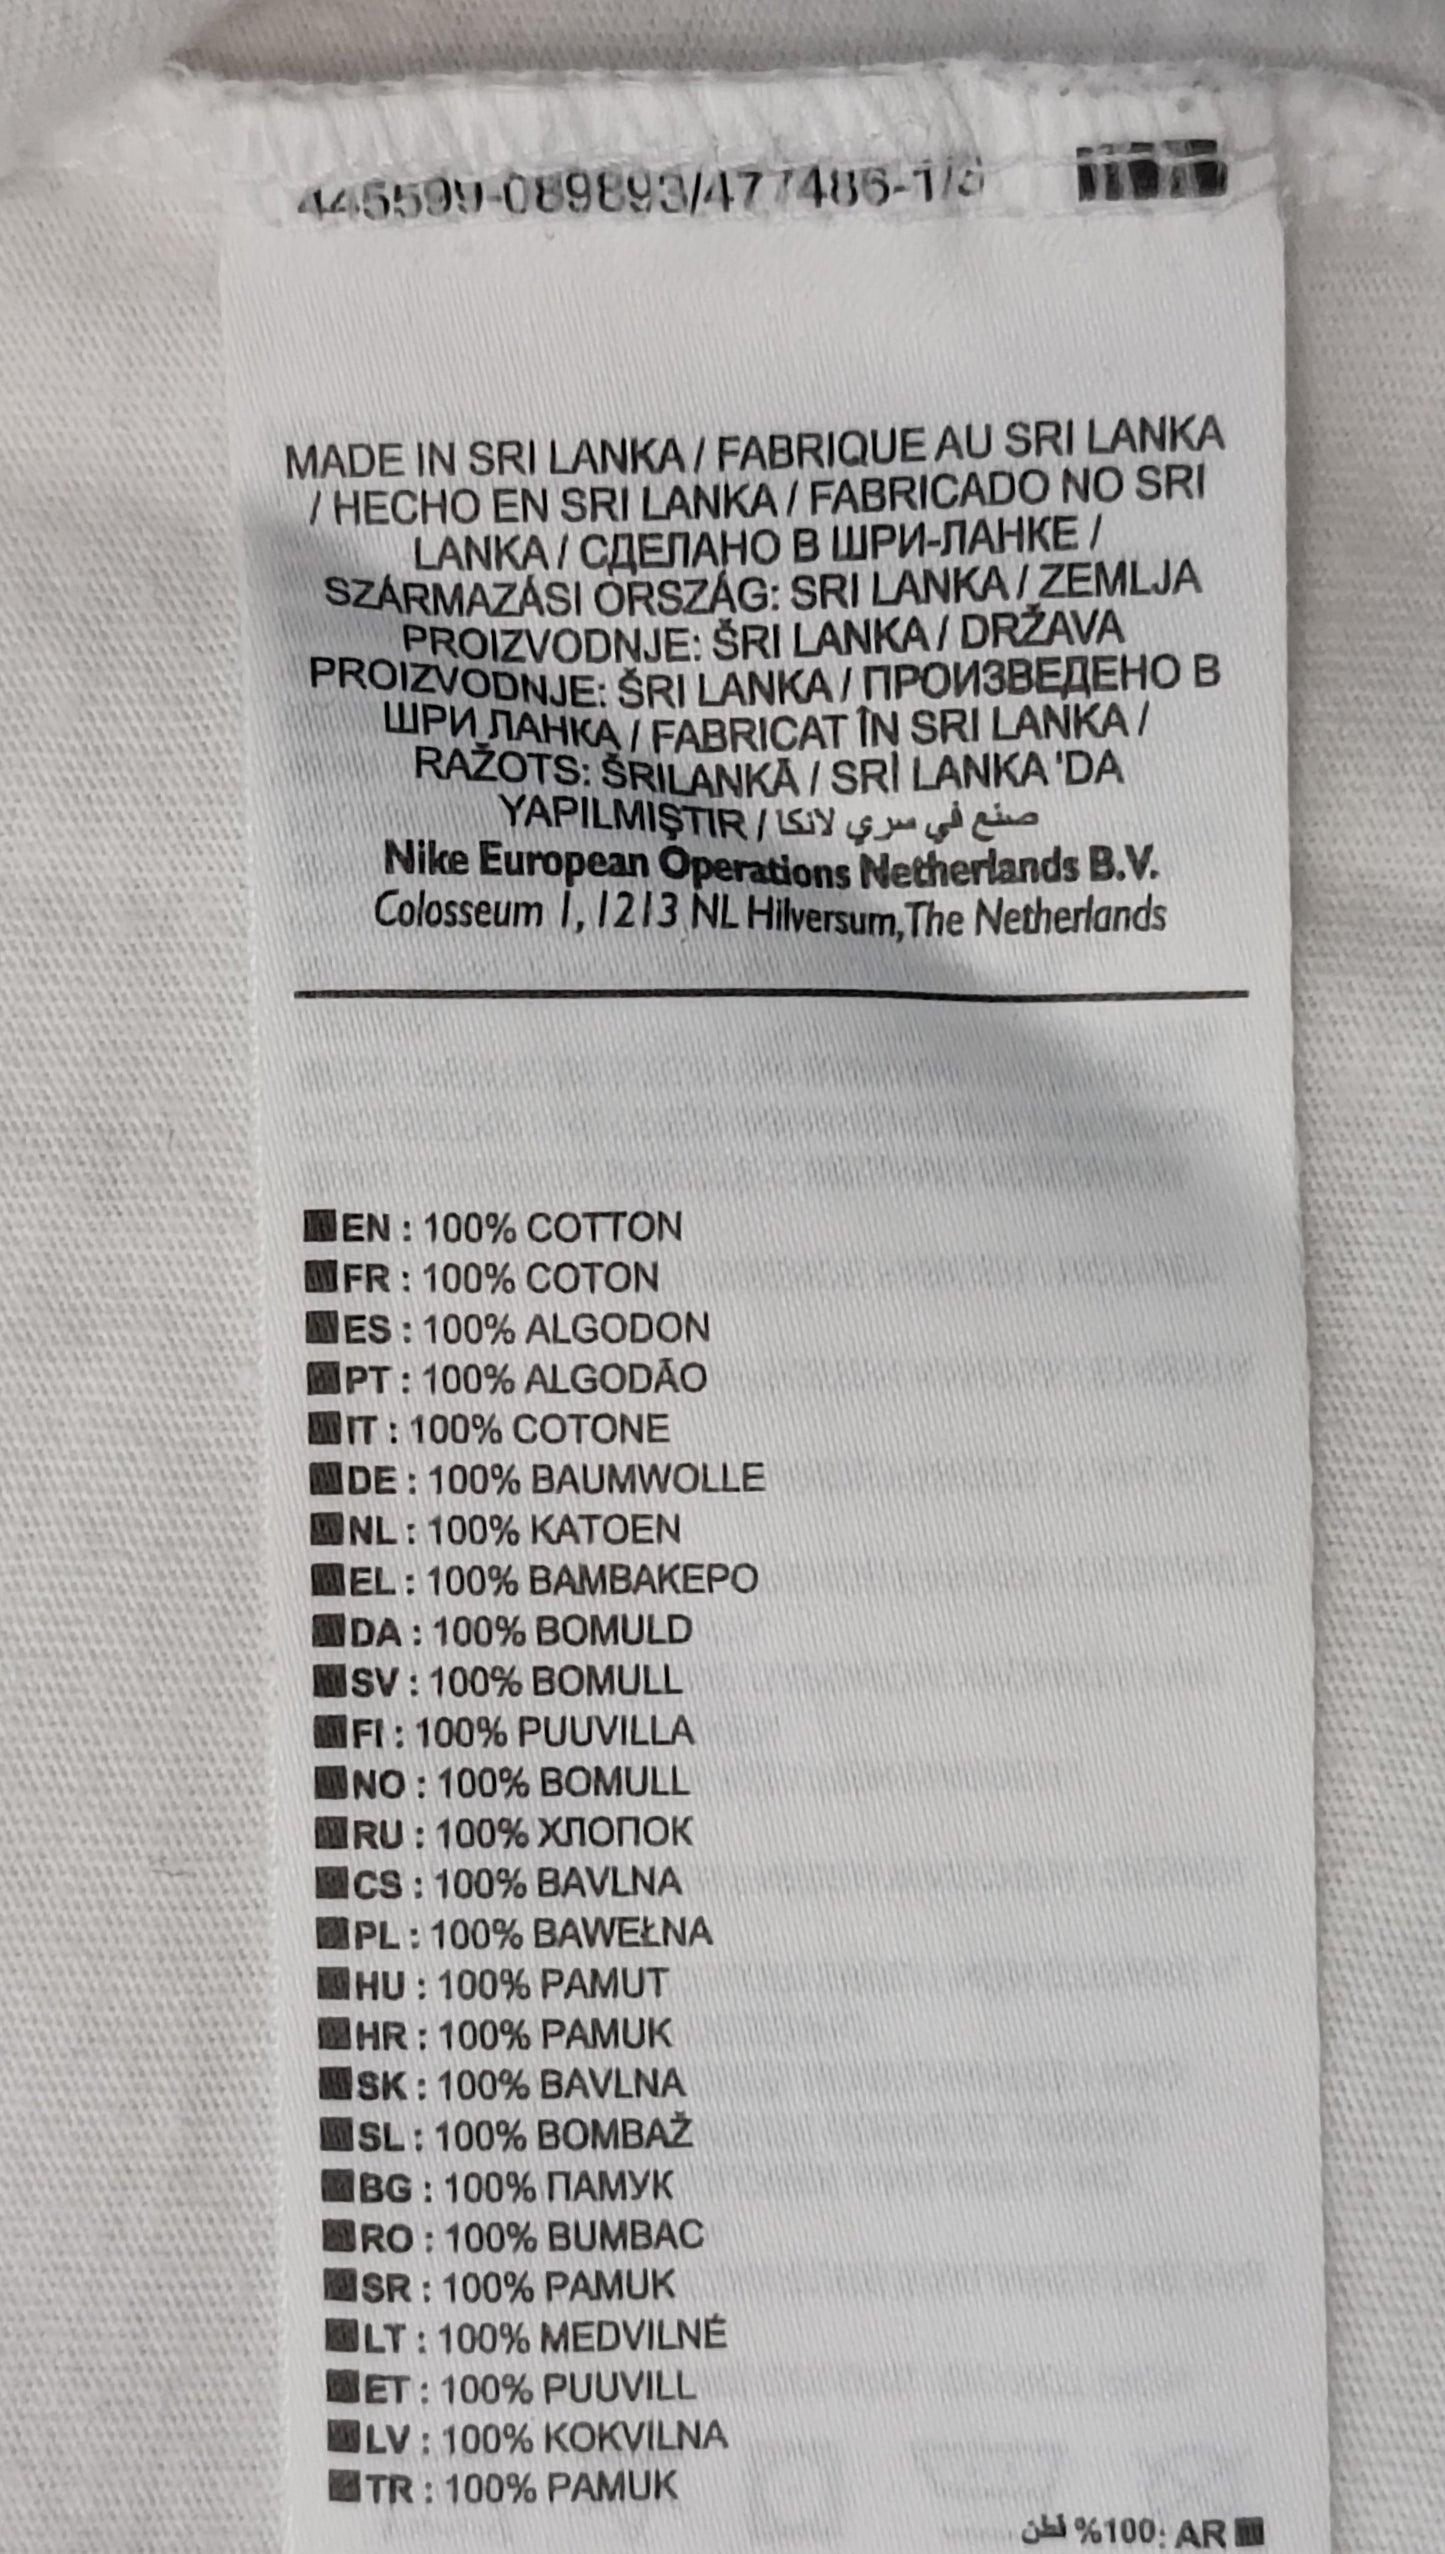 MADE IN SRI LANKA / FABRIQUE AU SRI LANKA
/ HECHO EN SRI LANKA / FABRICADO NO SRI
LANKA / СДЕЛАНО В ШРИ-ЛАНКЕ /
SZÁRMAZÁSI ORSZÁG: SRI LANKA / ZEMLJA
PROIZVODNJE: ŠRI LANKA / DRŽAVA
PROIZVODNJE: ŠRI LANKA / ПРОИЗВЕДЕНО В
ШРИ ЛАНКА / FABRICAT ÎN SRI LANKA /
RAŽOTS: ŠRILANKĀ / SRİ LANKA 'DA
YAPILMIŞTIR / صنع في سري لانكا
Nike European Operations Netherlands B.V.
Colosseum 1, 1213 NL Hilversum, The Netherlands
EN : 100% COTTON
FR : 100% COTON
ES : 100% ALGODON
PT : 100% ALGODÃO
IT : 100% COTONE
DE : 100% BAUMWOLLE
NL : 100% KATOEN
EL : 100% BAMBAKEPO
DA : 100% BOMULD
SV : 100% BOMULL
FI : 100% PUUVILLA
NO : 100% BOMULL
RU : 100% ХЛОПОК
CS : 100% BAVLNA
PL : 100% BAWEŁNA
HU : 100% PAMUT
HR : 100% PAMUK
SK : 100% BAVLNA
SL : 100% BOMBAŽ
BG : 100% ПАМУК
RO : 100% BUMBAC
SR : 100% PAMUK
LT : 100% MEDVILNĖ
ET : 100% PUUVILL
LV : 100% KOKVILNA
TR : 100% PAMUK
AR :100% قطن